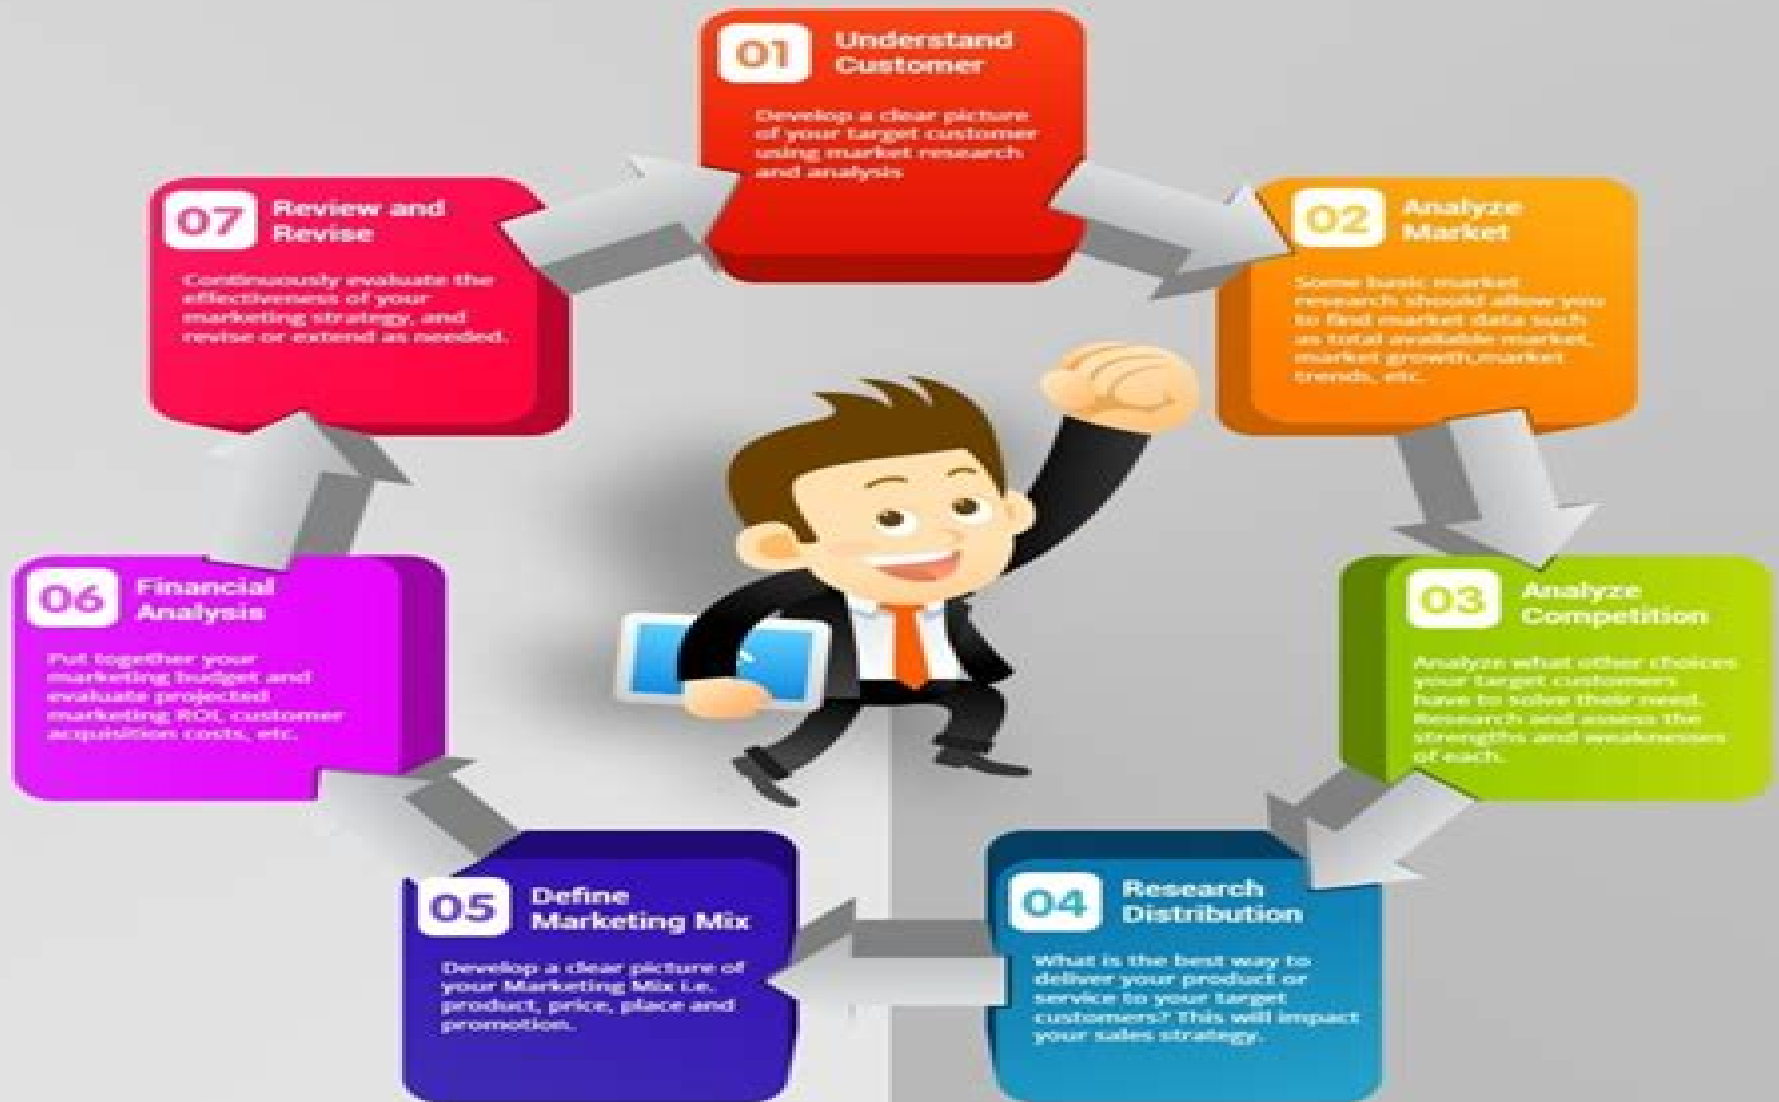 01
Understand
Customer
Develop a clear picture
of your target customer
using market research
and analysis
02
Analyze
Market
Some basic market
research should allow you
to find market data such
as total available market,
market growth,market
trends, etc.
03
Analyze
Competition
Analyze what other choices
your target customers
have to solve their need.
Research and assess the
strengths and weaknesses
of each.
04
Research
Distribution
What is the best way to
deliver your product or
service to your target
customers? This will impact
your sales strategy.
05
Define
Marketing Mix
Develop a clear picture of
your Marketing Mix i.e.
product, price, place and
promotion.
06
Financial
Analysis
Put together your
marketing budget and
evaluate projected
marketing ROI, customer
acquisition costs, etc.
07
Review and
Revise
Continuously evaluate the
effectiveness of your
marketing strategy, and
revise or extend as needed.